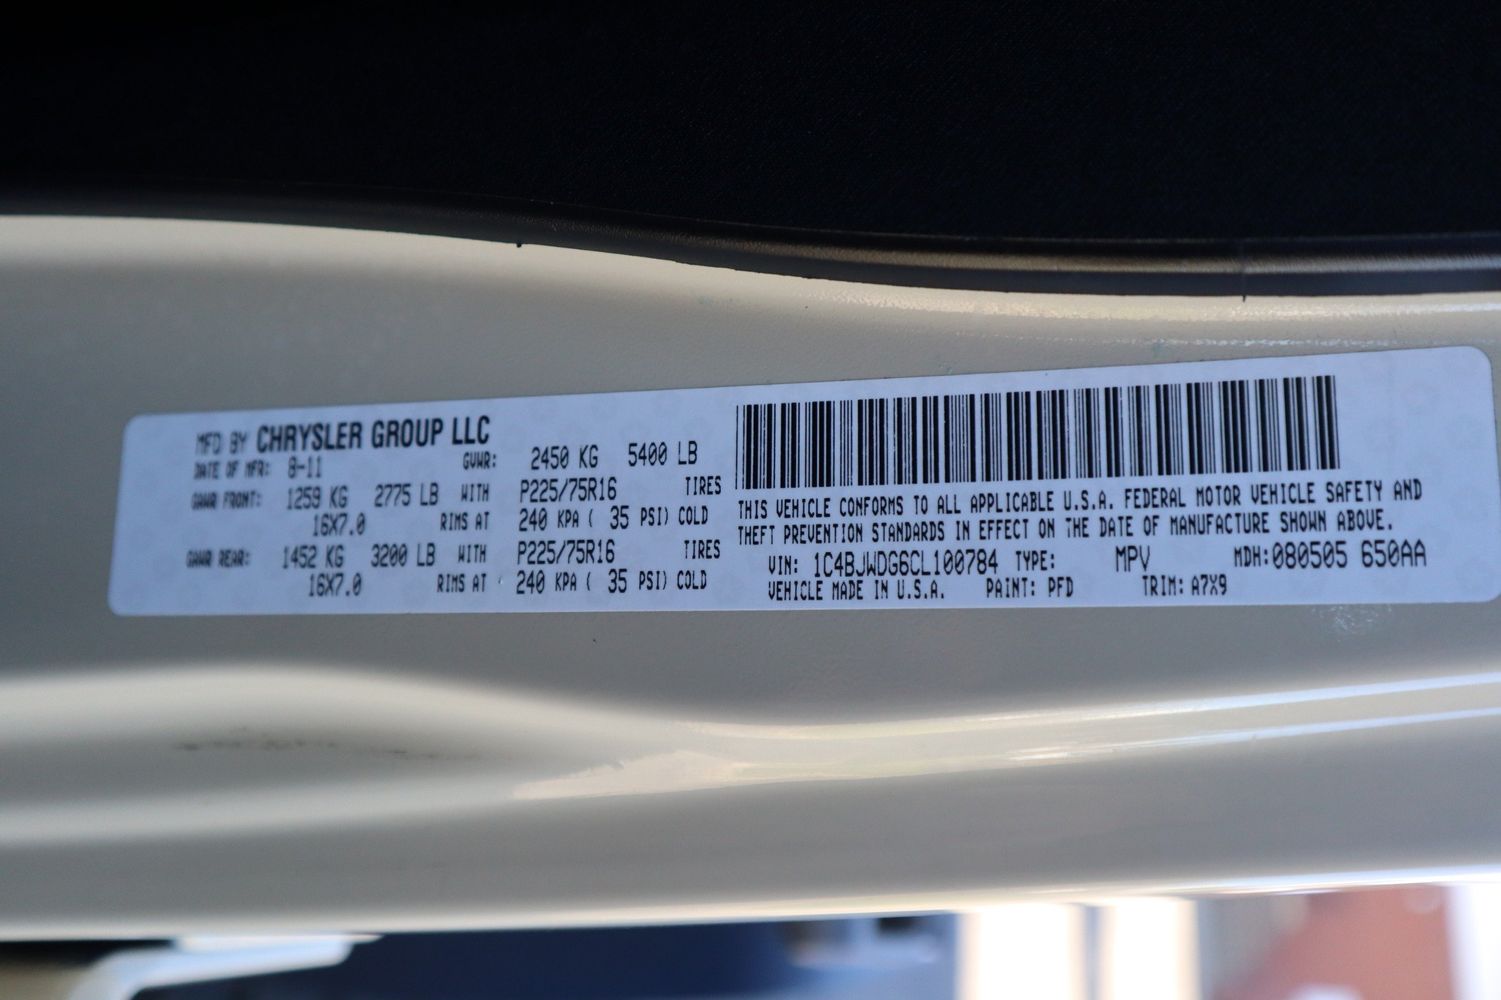 MFD BY CHRYSLER GROUP LLC
DATE OF MFR: 8-11 GVWR: 2450 KG 5400 LB
GAWR FRONT: 1259 KG 2775 LB WITH P225/75R16 TIRES
16X7.0 RIMS AT 240 KPA ( 35 PSI) COLD
GAWR REAR: 1452 KG 3200 LB WITH P225/75R16 TIRES
16X7.0 RIMS AT 240 KPA ( 35 PSI) COLD
THIS VEHICLE CONFORMS TO ALL APPLICABLE U.S.A. FEDERAL MOTOR VEHICLE SAFETY AND
THEFT PREVENTION STANDARDS IN EFFECT ON THE DATE OF MANUFACTURE SHOWN ABOVE.
VIN: 1C4BJWDG6CL100784 TYPE: MPV MDH:080505 650AA
VEHICLE MADE IN U.S.A. PAINT: PFD TRIM: A7X9